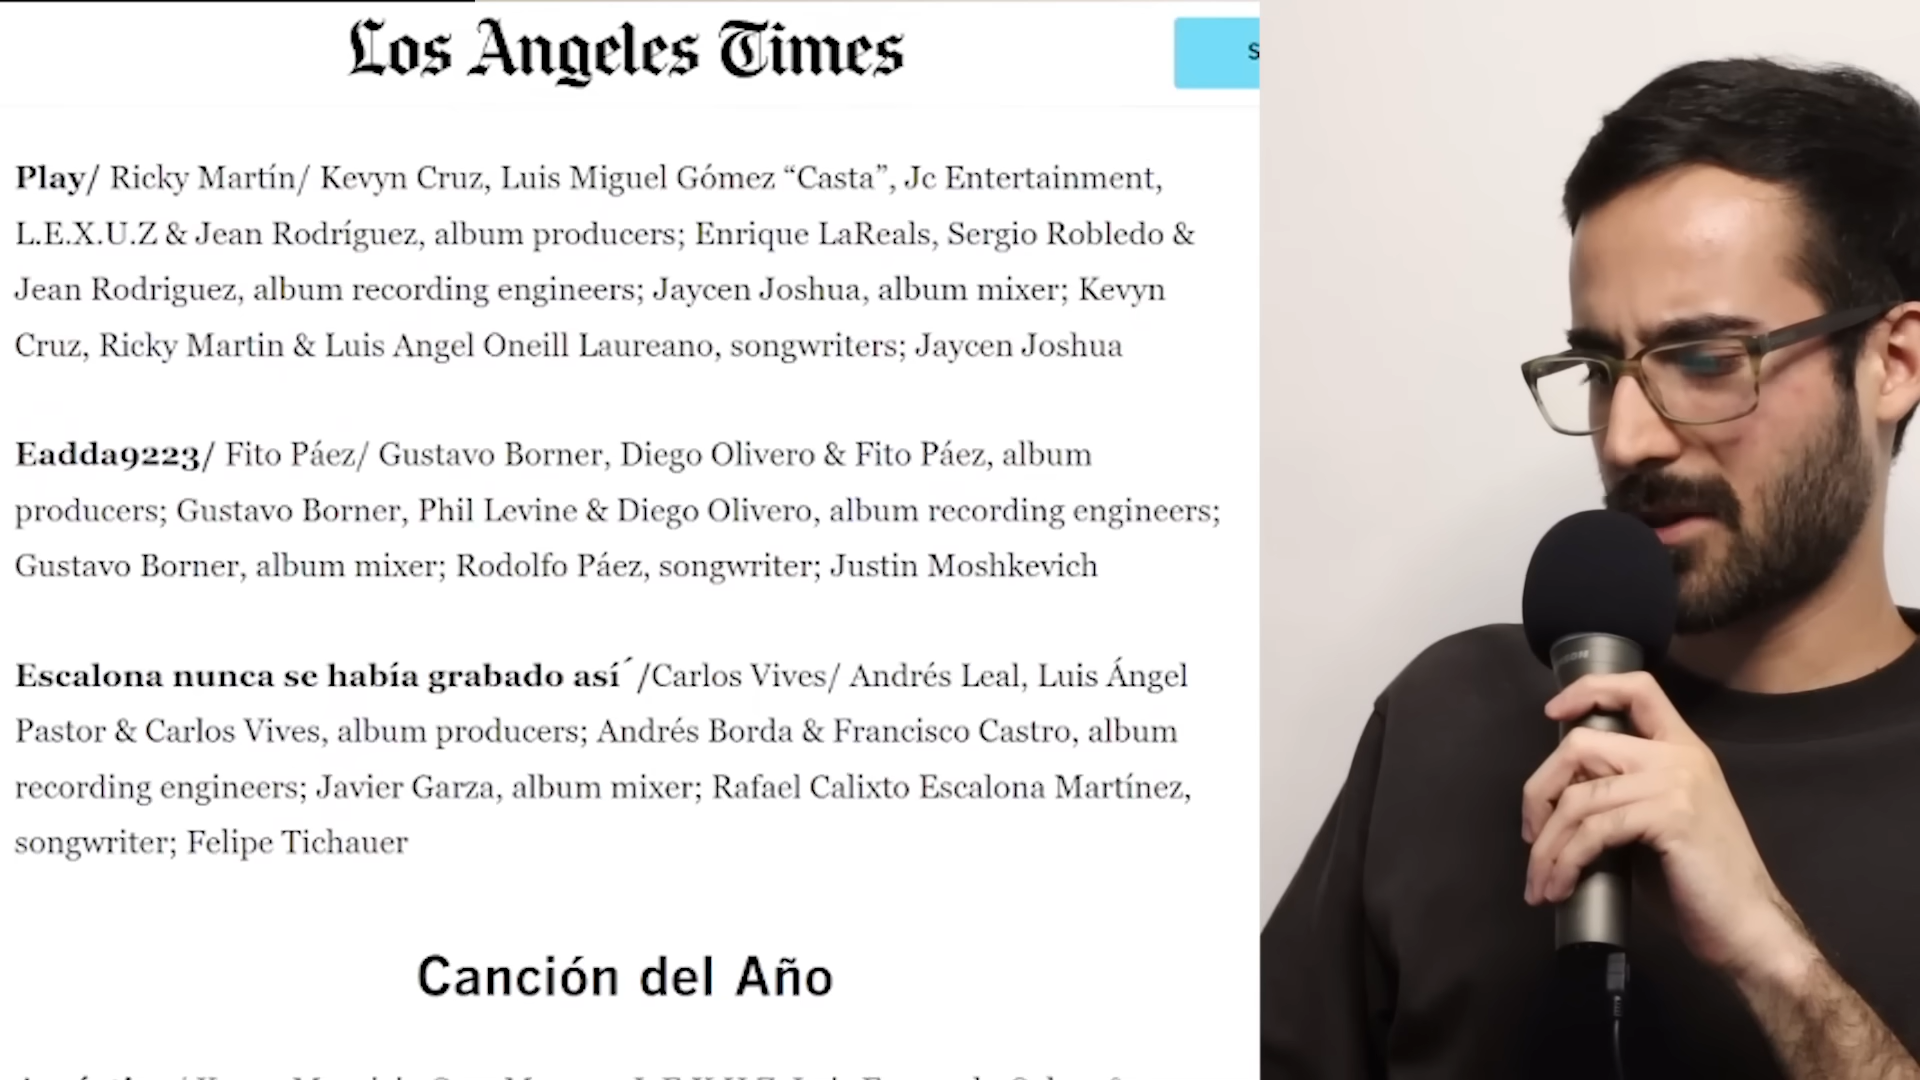 Los Angeles Times
S
Play/ Ricky Martín/ Kevyn Cruz, Luis Miguel Gómez “Casta”, Jc Entertainment,
L.E.X.U.Z & Jean Rodríguez, album producers; Enrique LaReals, Sergio Robledo &
Jean Rodriguez, album recording engineers; Jaycen Joshua, album mixer; Kevyn
Cruz, Ricky Martin & Luis Angel Oneill Laureano, songwriters; Jaycen Joshua
Eadda9223/ Fito Páez/ Gustavo Borner, Diego Olivero & Fito Páez, album
producers; Gustavo Borner, Phil Levine & Diego Olivero, album recording engineers;
Gustavo Borner, album mixer; Rodolfo Páez, songwriter; Justin Moshkevich
Escalona nunca se había grabado así´/Carlos Vives/ Andrés Leal, Luis Ángel
Pastor & Carlos Vives, album producers; Andrés Borda & Francisco Castro, album
recording engineers; Javier Garza, album mixer; Rafael Calixto Escalona Martínez,
songwriter; Felipe Tichauer
Canción del Año